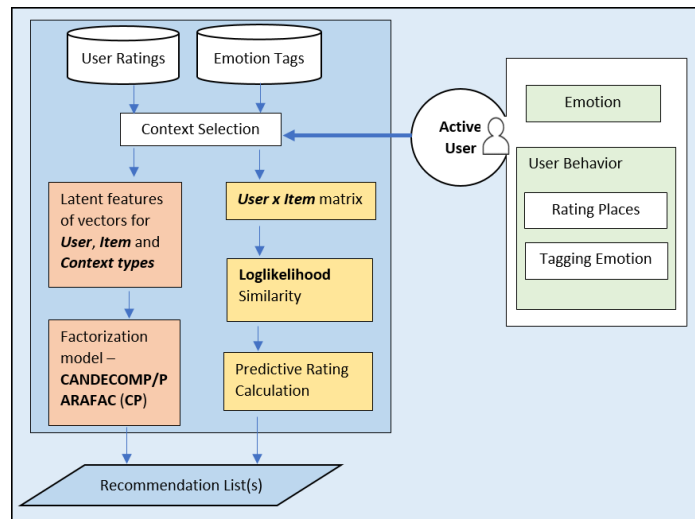 User Ratings
Emotion Tags
Context Selection
Active
User
Emotion
User Behavior
Rating Places
Tagging Emotion
Latent features
of vectors for
User, Item and
Context types
User x Item matrix
Loglikelihood
Similarity
Factorization
model –
CANDECOMP/P
ARAFAC (CP)
Predictive Rating
Calculation
Recommendation List(s)